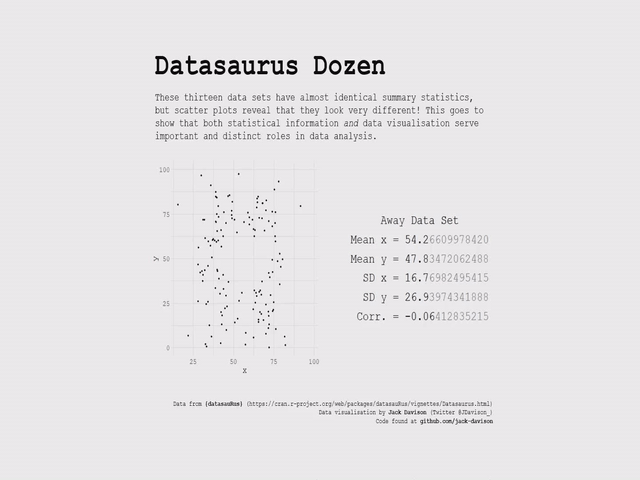 Datasaurus Dozen
These thirteen data sets have almost identical summary statistics,
but scatter plots reveal that they look very different! This goes to
show that both statistical information and data visualisation serve
important and distinct roles in data analysis.
100
75
50
25
0
y
25 50 75 100
x
Away Data Set
Mean x = 54.26609978420
Mean y = 47.83472062488
SD x = 16.76982495415
SD y = 26.93974341888
Corr. = -0.06412835215
Data from {datasauRus} (https://cran.r-project.org/web/packages/datasauRus/vignettes/Datasaurus.html)
Data visualisation by Jack Davison (Twitter @JDavison_)
Code found at github.com/jack-davison